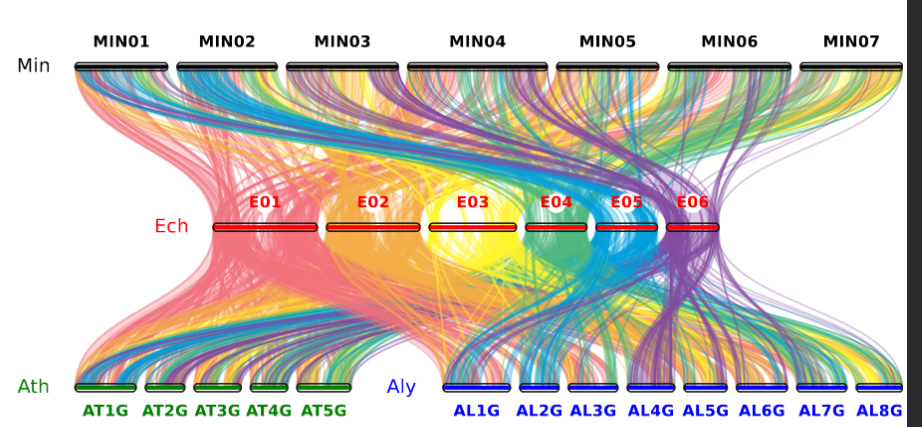 MIN01 MIN02 MIN03 MIN04 MIN05 MIN06 MIN07
Min
E01 E02 E03 E04 E05 E06
Ech
Ath Aly
AT1G AT2G AT3G AT4G AT5G AL1G AL2G AL3G AL4G AL5G AL6G AL7G AL8G